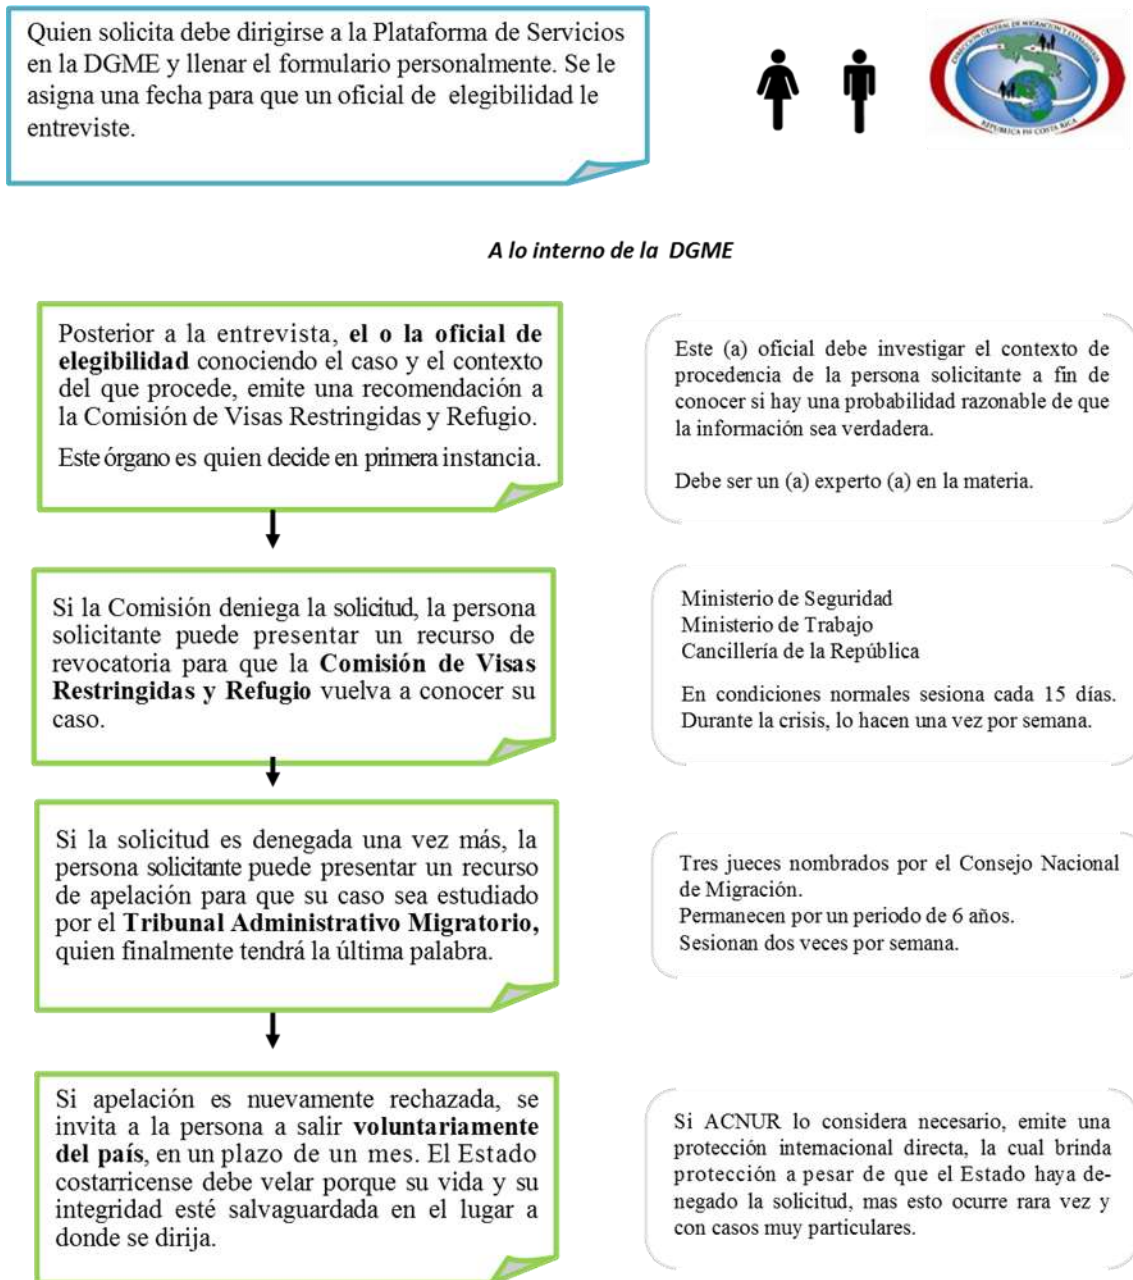 Quien solicita debe dirigirse a la Plataforma de Servicios
en la DGME y llenar el formulario personalmente. Se le
asigna una fecha para que un oficial de elegibilidad le
entreviste.
DIRECCION GENERAL DE MIGRACION Y EXTRANJERIA
REPUBLICA DE COSTA RICA
A lo interno de la DGME
Posterior a la entrevista, el o la oficial de
elegibilidad conociendo el caso y el contexto
del que procede, emite una recomendación a
la Comisión de Visas Restringidas y Refugio.
Este órgano es quien decide en primera instancia.
Este (a) oficial debe investigar el contexto de
procedencia de la persona solicitante a fin de
conocer si hay una probabilidad razonable de que
la información sea verdadera.
Debe ser un (a) experto (a) en la materia.
Si la Comisión deniega la solicitud, la persona
solicitante puede presentar un recurso de
revocatoria para que la Comisión de Visas
Restringidas y Refugio vuelva a conocer su
caso.
Ministerio de Seguridad
Ministerio de Trabajo
Cancillería de la República
En condiciones normales sesiona cada 15 días.
Durante la crisis, lo hacen una vez por semana.
Si la solicitud es denegada una vez más, la
persona solicitante puede presentar un recurso
de apelación para que su caso sea estudiado
por el Tribunal Administrativo Migratorio,
quien finalmente tendrá la última palabra.
Tres jueces nombrados por el Consejo Nacional
de Migración.
Permanecen por un periodo de 6 años.
Sesionan dos veces por semana.
Si apelación es nuevamente rechazada, se
invita a la persona a salir voluntariamente
del país, en un plazo de un mes. El Estado
costarricense debe velar porque su vida y su
integridad esté salvaguardada en el lugar a
donde se dirija.
Si ACNUR lo considera necesario, emite una
protección internacional directa, la cual brinda
protección a pesar de que el Estado haya de-
negado la solicitud, mas esto ocurre rara vez y
con casos muy particulares.